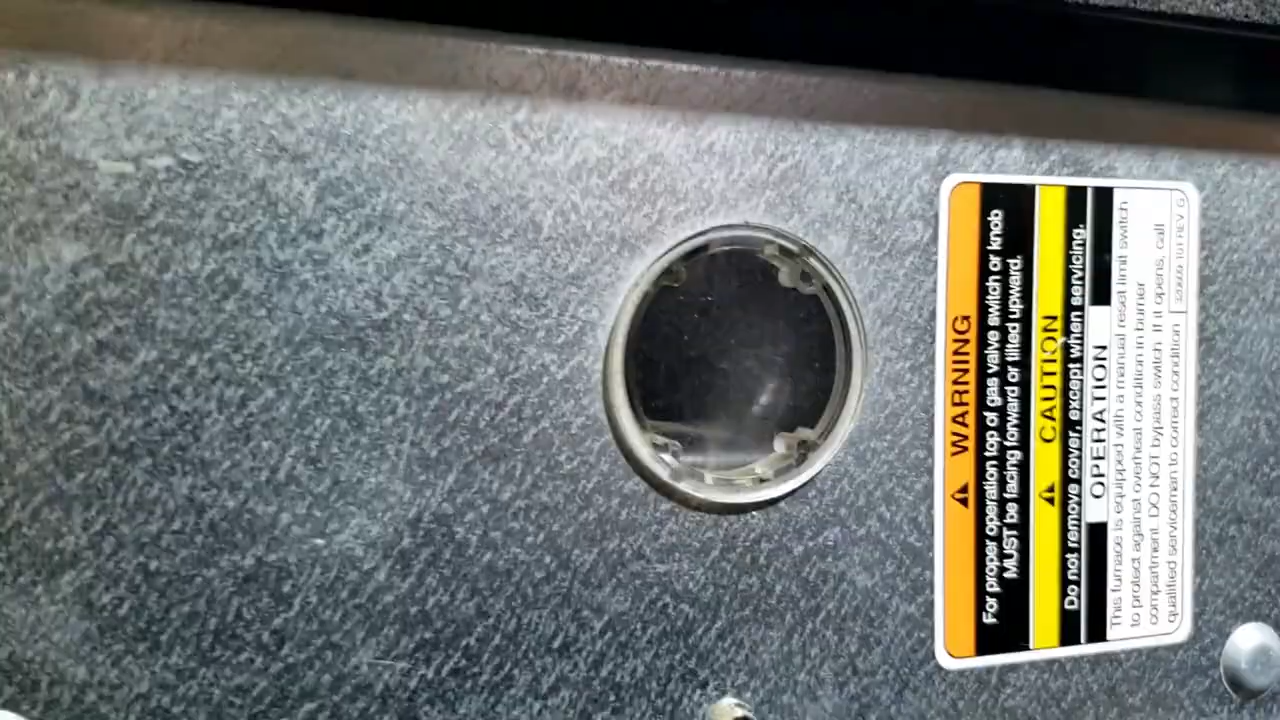 WARNING
For proper operation top of gas valve switch or knob
MUST be facing forward or tilted upward.
CAUTION
Do not remove cover, except when servicing.
OPERATION
This furnace is equipped with a manual reset limit switch
to protect against overheat condition in burner
compartment. DO NOT bypass switch. If it opens, call
qualified serviceman to correct condition
REV. G